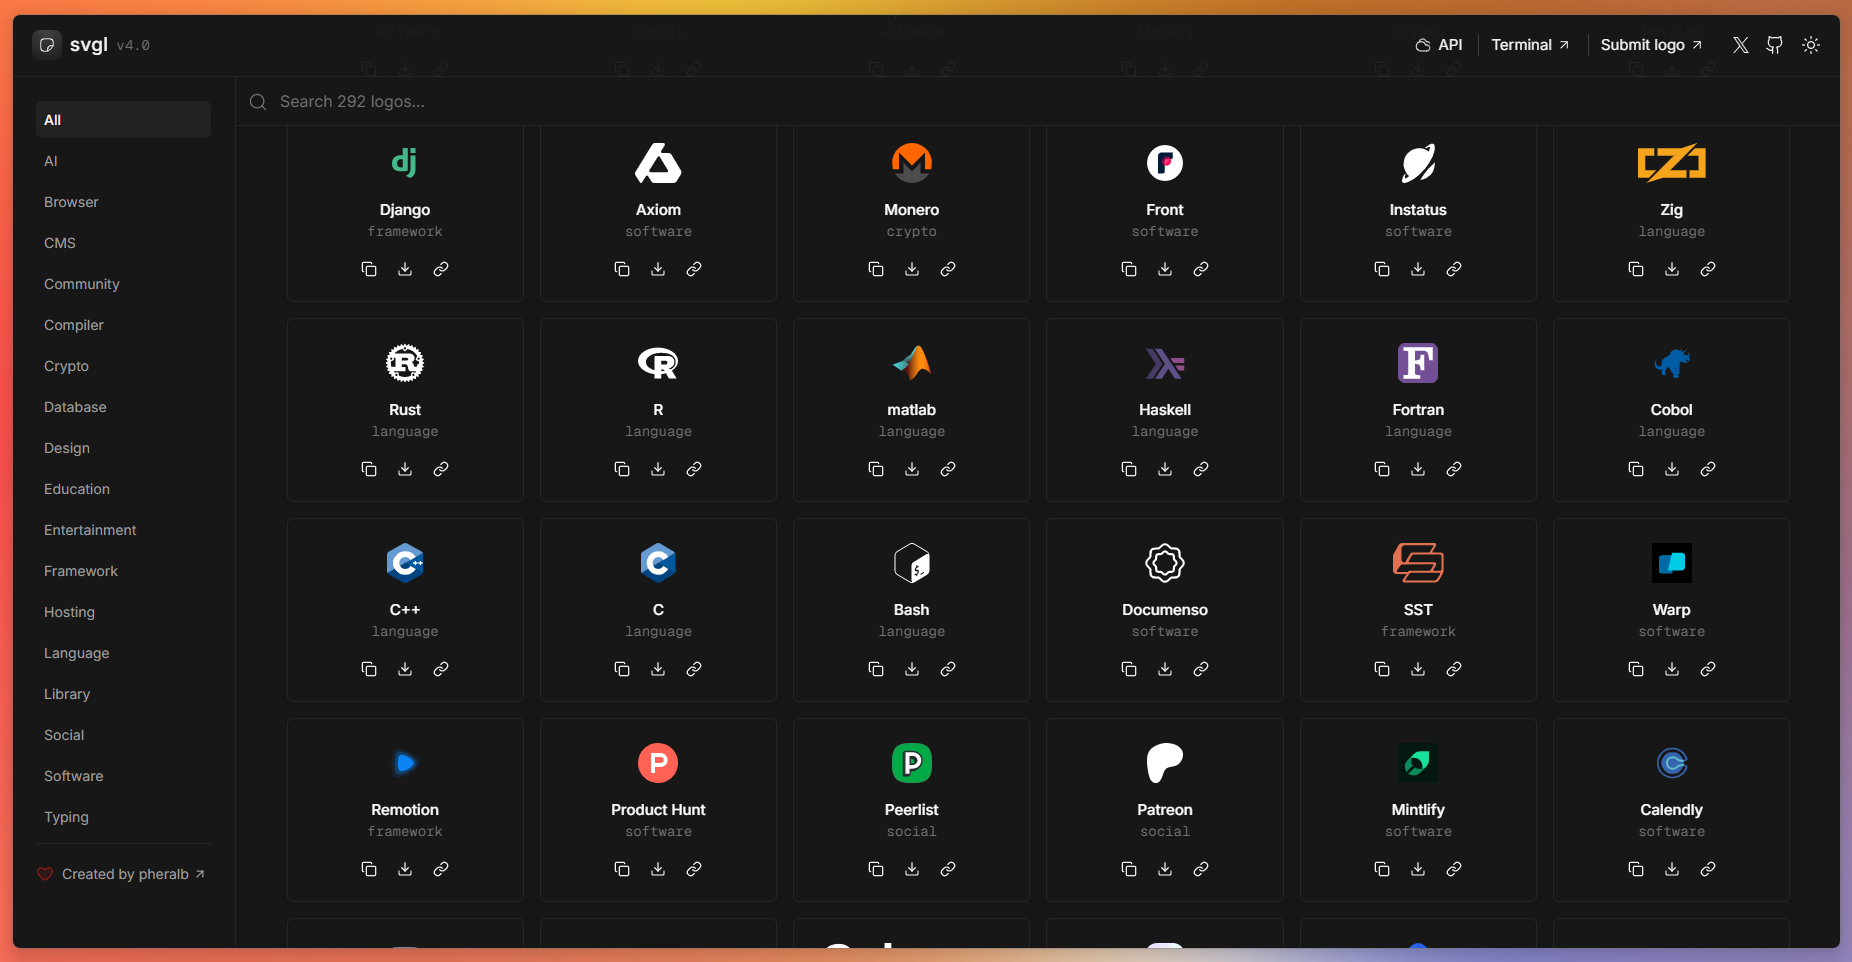 svgl v4.0
API
Terminal
Submit logo
Search 292 logos...
All
AI
Browser
CMS
Community
Compiler
Crypto
Database
Design
Education
Entertainment
Framework
Hosting
Language
Library
Social
Software
Typing
Created by pheralb
dj
Django
framework
Axiom
software
Monero
crypto
F
Front
software
Instatus
software
Zig
language
R
Rust
language
R
R
language
matlab
language
Haskell
language
F
Fortran
language
Cobol
language
C++
C++
language
C
C
language
$_
Bash
language
Documenso
software
SST
framework
Warp
software
Remotion
framework
P
Product Hunt
software
P
Peerlist
social
Patreon
social
Mintlify
software
Calendly
software